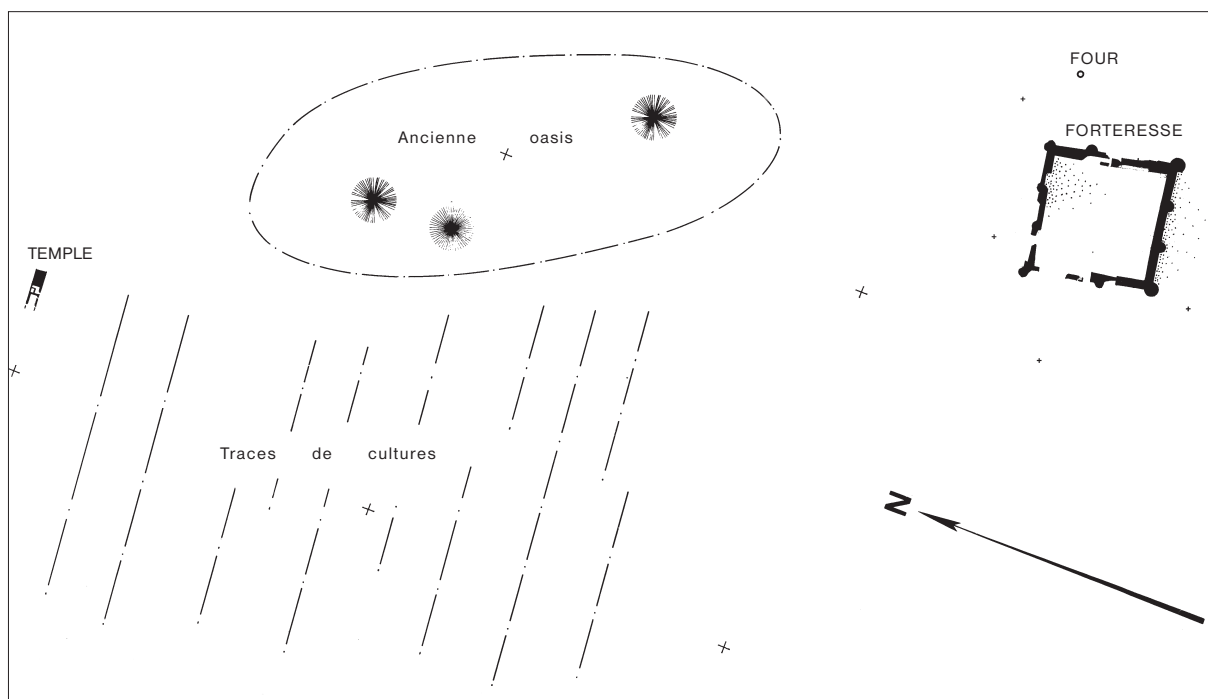 FOUR
FORTERESSE
Ancienne oasis
TEMPLE
Traces de cultures
N